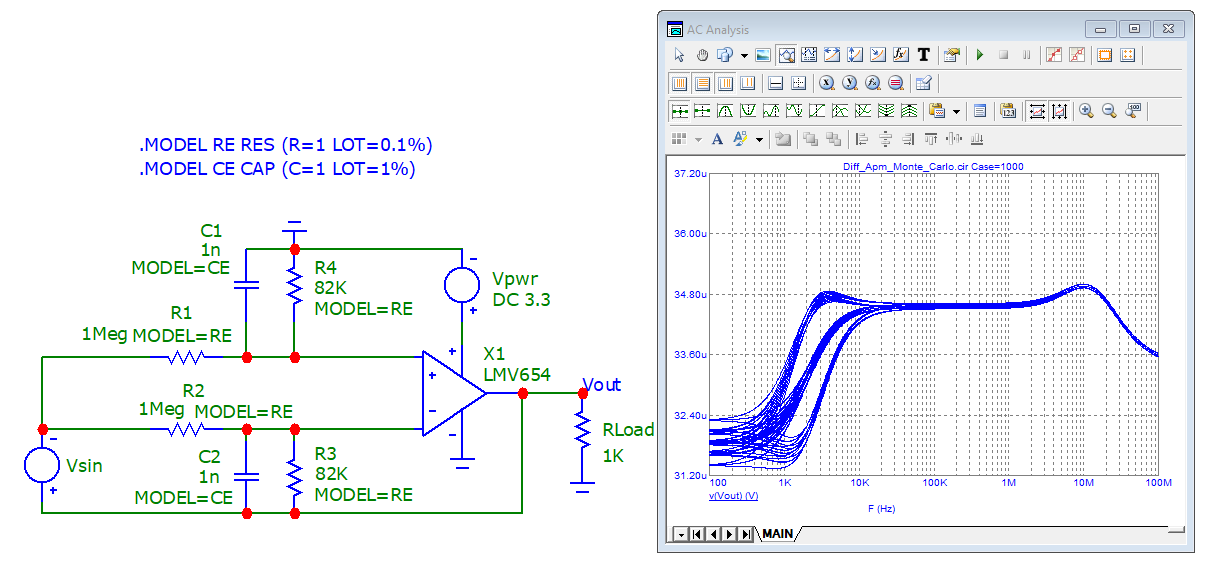 .MODEL RE RES (R=1 LOT=0.1%)
.MODEL CE CAP (C=1 LOT=1%)
C1
1n
MODEL=CE
R4
82K
MODEL=RE
Vpwr
DC 3.3
R1
1Meg MODEL=RE
X1
LMV654
Vout
R2
1Meg MODEL=RE
RLoad
1K
Vsin
C2
1n
MODEL=CE
R3
82K
MODEL=RE
AC Analysis
Diff_Apm_Monte_Carlo.cir Case=1000
37.20u
36.00u
34.80u
33.60u
32.40u
31.20u
100 1K 10K 100K 1M 10M 100M
v(Vout) (V)
F (Hz)
MAIN